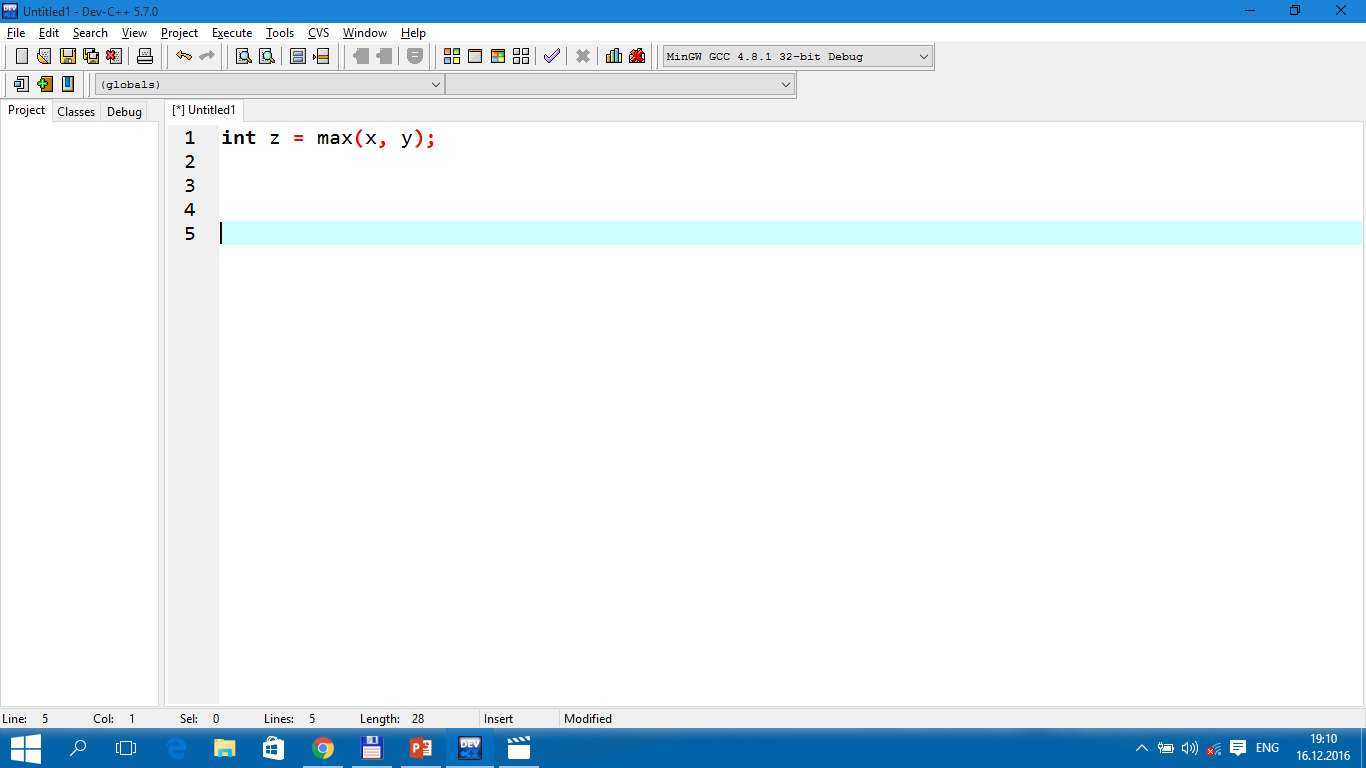 Untitled1 - Dev-C++ 5.7.0
File Edit Search View Project Execute Tools CVS Window Help
MinGW GCC 4.8.1 32-bit Debug
(globals)
Project Classes Debug [*] Untitled1
1 int z = max(x, y);
2
3
4
5
Line: 5 Col: 1 Sel: 0 Lines: 5 Length: 28 Insert Modified
DEV ENG 19:10
16.12.2016